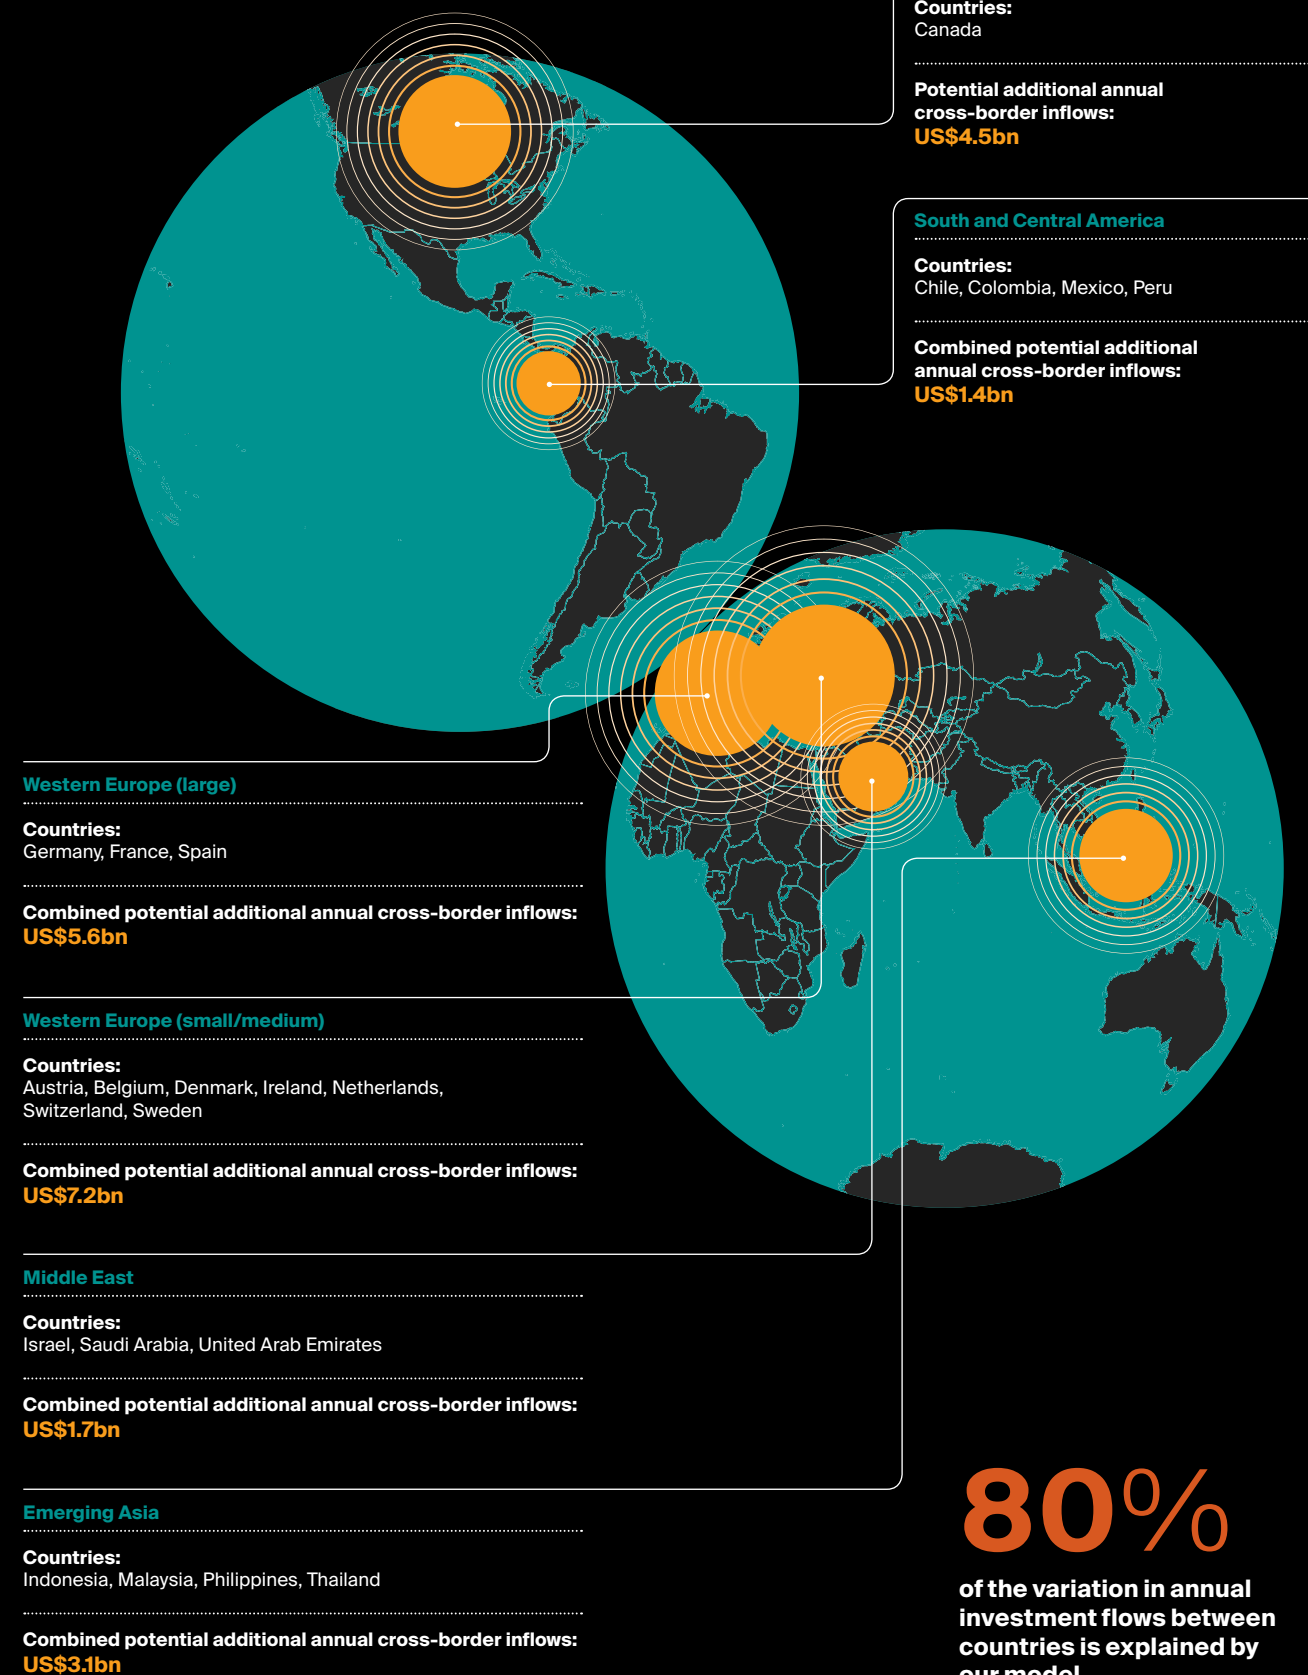 Countries:
Canada
Potential additional annual
cross-border inflows:
US$4.5bn
South and Central America
Countries:
Chile, Colombia, Mexico, Peru
Combined potential additional
annual cross-border inflows:
US$1.4bn
Western Europe (large)
Countries:
Germany, France, Spain
Combined potential additional annual cross-border inflows:
US$5.6bn
Western Europe (small/medium)
Countries:
Austria, Belgium, Denmark, Ireland, Netherlands,
Switzerland, Sweden
Combined potential additional annual cross-border inflows:
US$7.2bn
Middle East
Countries:
Israel, Saudi Arabia, United Arab Emirates
Combined potential additional annual cross-border inflows:
US$1.7bn
Emerging Asia
Countries:
Indonesia, Malaysia, Philippines, Thailand
Combined potential additional annual cross-border inflows:
US$3.1bn
80%
of the variation in annual
investment flows between
countries is explained by
our model